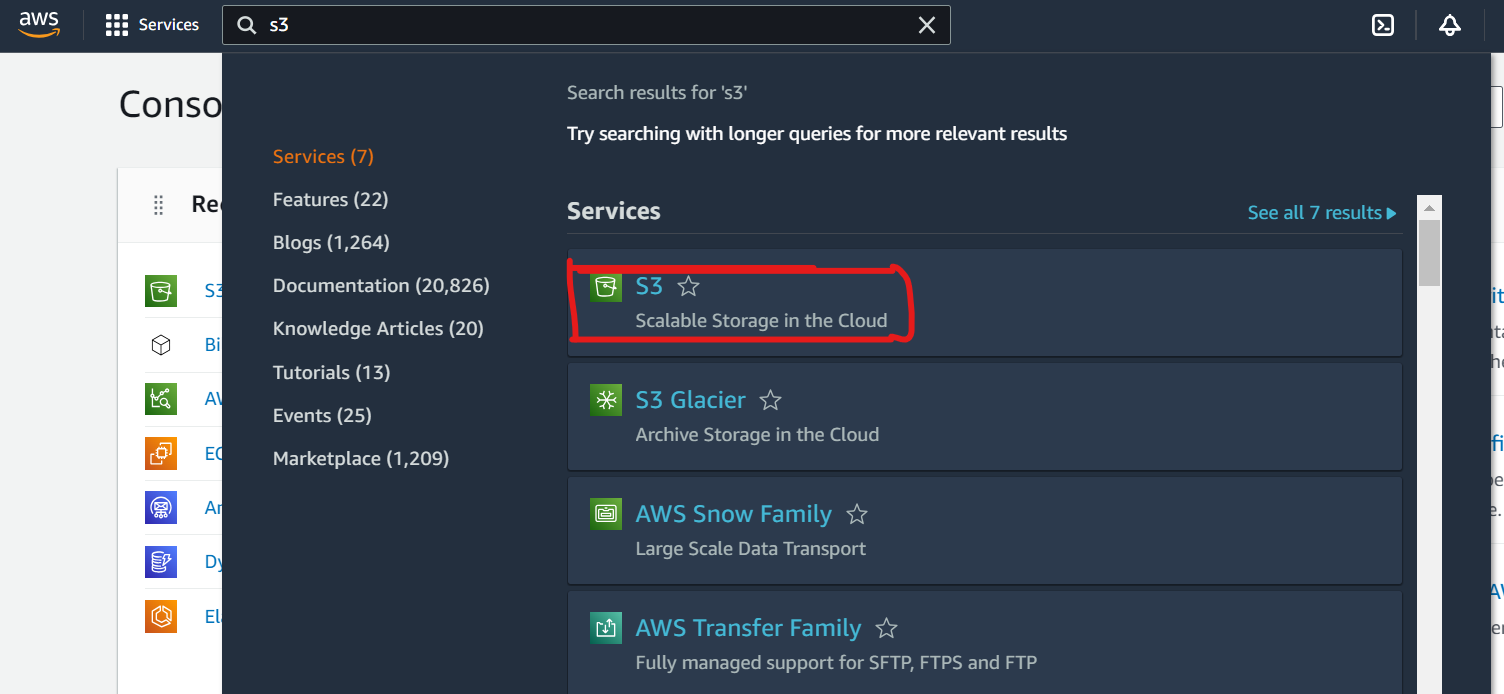 aws
Services
s3
Conso
Search results for 's3'
Try searching with longer queries for more relevant results
Services (7)
Features (22)
Blogs (1,264)
Documentation (20,826)
Knowledge Articles (20)
Tutorials (13)
Events (25)
Marketplace (1,209)
Services
See all 7 results
S3
Scalable Storage in the Cloud
S3 Glacier
Archive Storage in the Cloud
AWS Snow Family
Large Scale Data Transport
AWS Transfer Family
Fully managed support for SFTP, FTPS and FTP
Rec
S3
Bi
AW
EC
Am
Dy
Ela